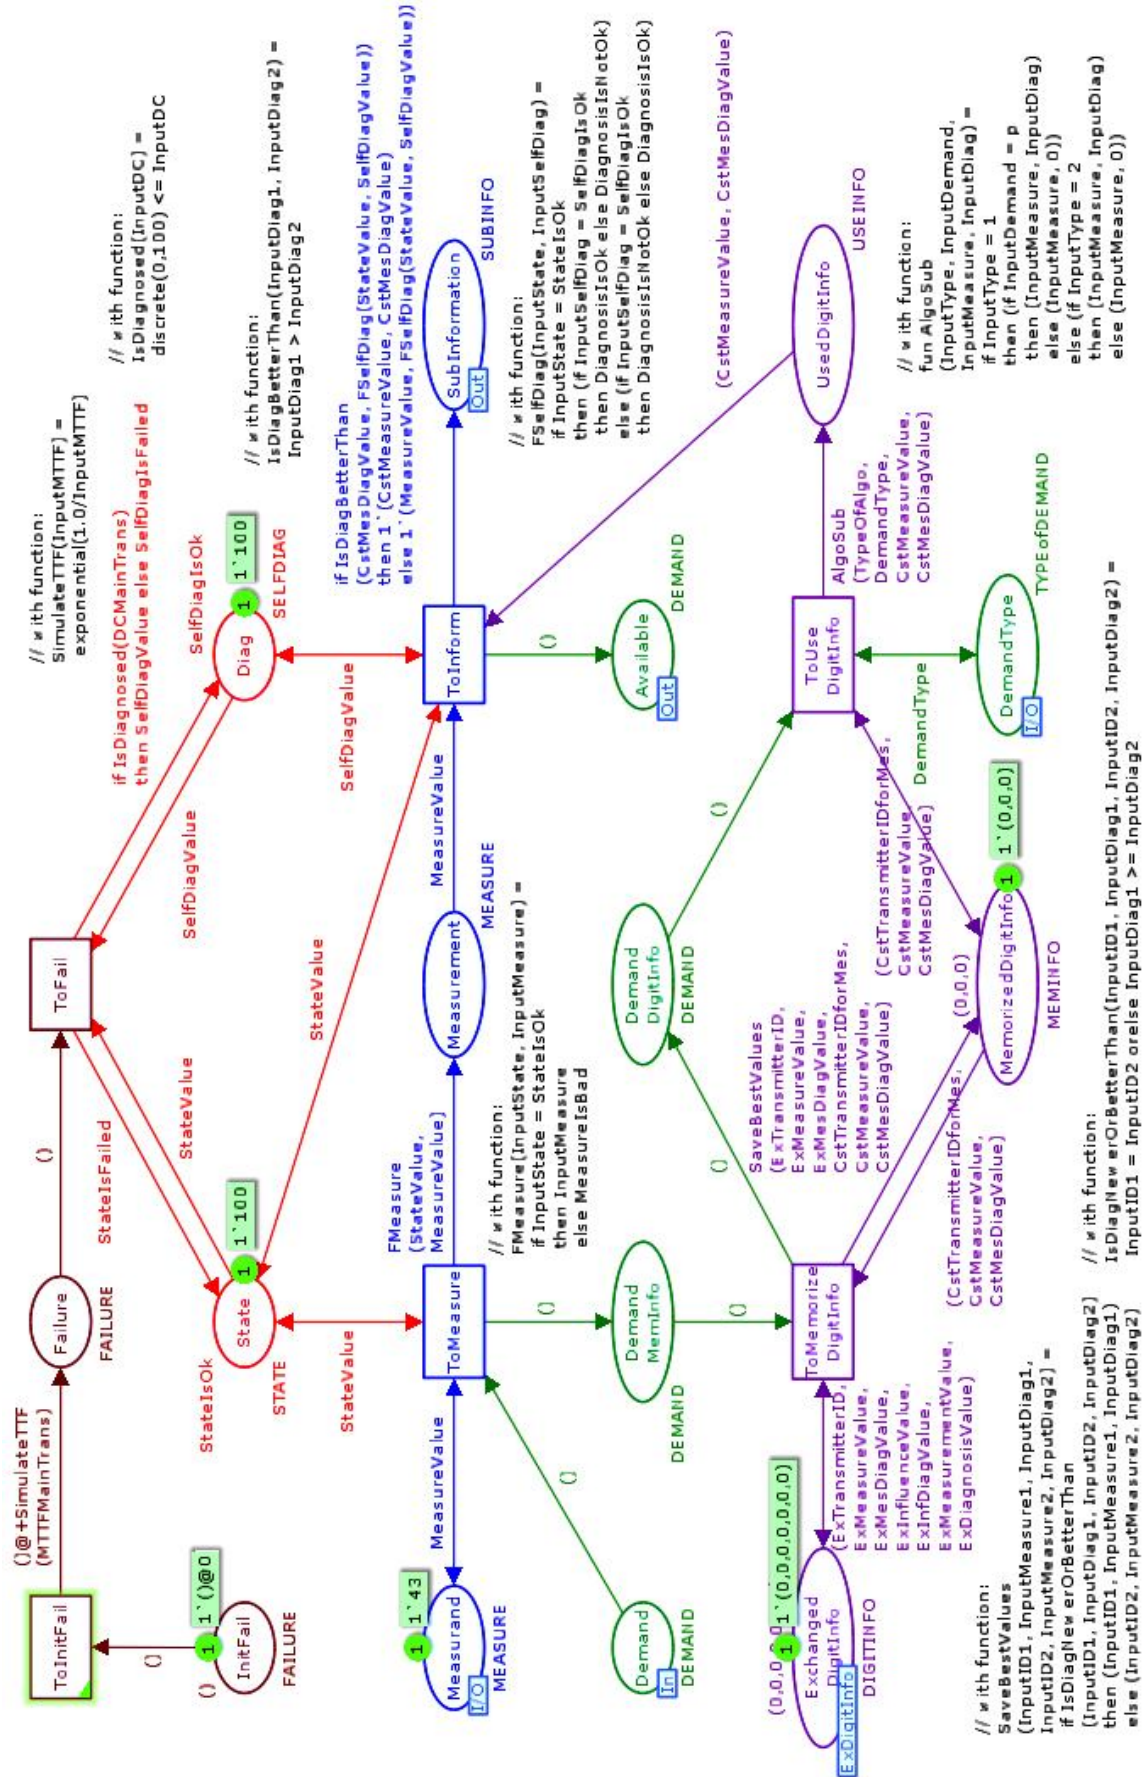 ()@+SimulateTTF
(MTTFMainTrans)
ToInitFail
()
1`()@0
1
()
InitFail
FAILURE
Failure
FAILURE
()
ToFail
// with function:
SimulateTTF(InputMTTF) =
exponential(1.0/InputMTTF)
StateIsFailed
StateValue
SelfDiagValue
if IsDiagnosed(DCMainTrans)
then SelfDiagValue else SelfDiagIsFailed
// with function:
IsDiagnosed(InputDC) =
discrete(0,100) <= InputDC
StateIsOk
State
1
1`100
STATE
SelfDiagIsOk
Diag
1
1`100
SELFDIAG
// with function:
IsDiagBetterThan(InputDiag1, InputDiag2) =
InputDiag1 > InputDiag2
StateValue
StateValue
SelfDiagValue
1
1`43
Measurand
I/O
MEASURE
MeasureValue
ToMeasure
FMeasure
(StateValue,
MeasureValue)
Measurement
MEASURE
MeasureValue
ToInform
if IsDiagBetterThan
(CstMesDiagValue, FSelfDiag(StateValue, SelfDiagValue))
then 1`(CstMeasureValue, CstMesDiagValue)
else 1`(MeasureValue, FSelfDiag(StateValue, SelfDiagValue))
SubInformation
Out
SUBINFO
// with function:
FMeasure(InputState, InputMeasure) =
if InputState = StateIsOk
then InputMeasure
else MeasureIsBad
// with function:
FSelfDiag(InputState, InputSelfDiag) =
if InputState = StateIsOk
then (if InputSelfDiag = SelfDiagIsOk
then DiagnosisIsOk else DiagnosisIsNotOk)
else (if InputSelfDiag = SelfDiagIsOk
then DiagnosisIsNotOk else DiagnosisIsOk)
()
()
()
Demand
In
DEMAND
Demand
MemInfo
DEMAND
Demand
DigitInfo
DEMAND
Available
Out
DEMAND
()
()
()
(CstMeasureValue, CstMesDiagValue)
(0,0,0,0
1
1`(0,0,0,0,0,0,0)
Exchanged
DigitInfo
ExDigitInfo
DIGITINFO
(ExTransmitterID,
ExMeasureValue,
ExMesDiagValue,
ExInfluenceValue,
ExInfDiagValue,
ExMeasurementValue,
ExDiagnosisValue)
ToMemorize
DigitInfo
SaveBestValues
(ExTransmitterID,
ExMeasureValue,
ExMesDiagValue,
CstTransmitterIDforMes,
CstMeasureValue,
CstMesDiagValue)
ToUse
DigitInfo
AlgoSub
(TypeOfAlgo,
DemandType,
CstMeasureValue,
CstMesDiagValue)
UsedDigitInfo
USEINFO
(CstTransmitterIDforMes,
CstMeasureValue,
CstMesDiagValue)
(CstTransmitterIDforMes,
CstMeasureValue,
CstMesDiagValue)
DemandType
(0,0,0)
MemorizedDigitInfo
1
1`(0,0,0)
MEMINFO
DemandType
I/O
TYPEofDEMAND
// with function:
fun AlgoSub
(InputType, InputDemand,
InputMeasure, InputDiag) =
if InputType = 1
then (if InputDemand = p
then (InputMeasure, InputDiag)
else (InputMeasure, 0))
else (if InputType = 2
then (InputMeasure, InputDiag)
else (InputMeasure, 0))
// with function:
SaveBestValues
(InputID1, InputMeasure1, InputDiag1,
InputID2, InputMeasure2, InputDiag2) =
if IsDiagNewerOrBetterThan
(InputID1, InputDiag1, InputID2, InputDiag2)
then (InputID1, InputMeasure1, InputDiag1)
else (InputID2, InputMeasure2, InputDiag2)
// with function:
IsDiagNewerOrBetterThan(InputID1, InputDiag1, InputID2, InputDiag2) =
InputID1 = InputID2 orelse InputDiag1 >= InputDiag2